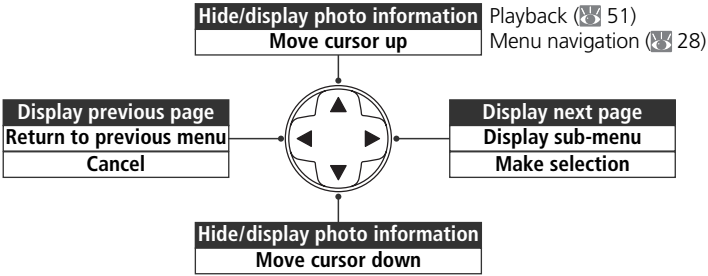 Hide/display photo information Playback (51)
Move cursor up Menu navigation (28)
Display previous page Display next page
Return to previous menu Display sub-menu
Cancel Make selection
Hide/display photo information
Move cursor down